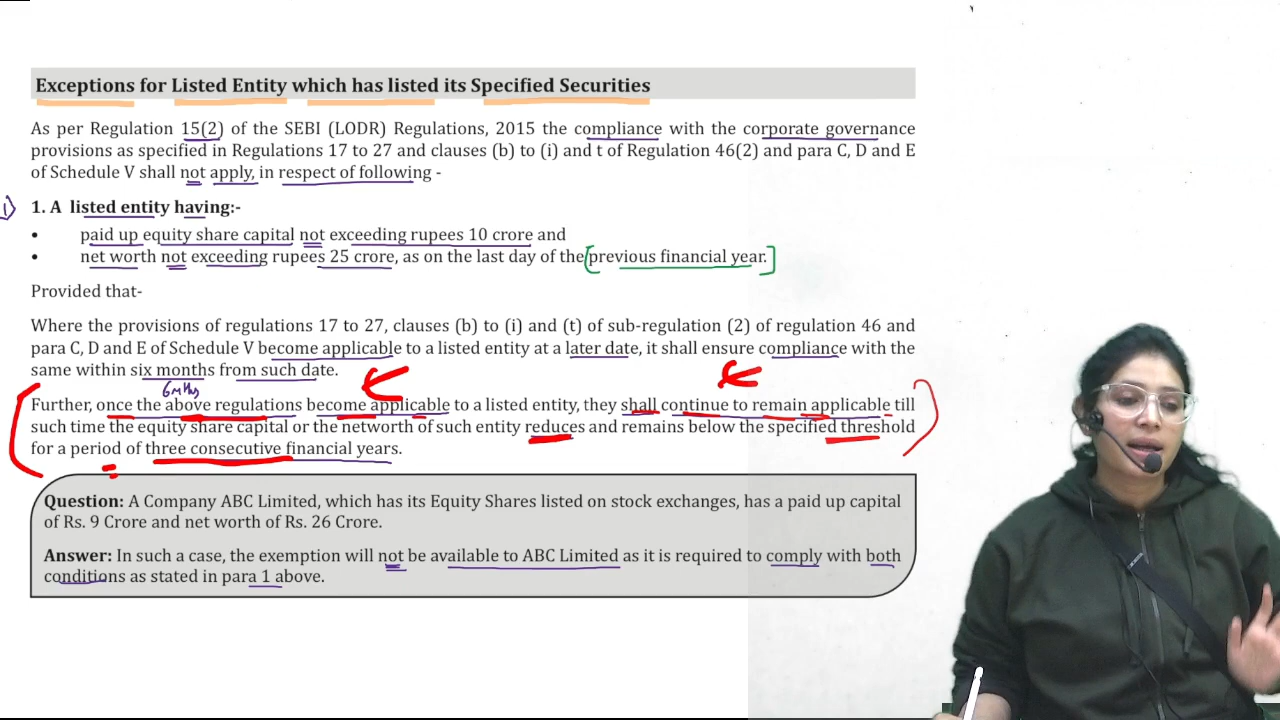 Exceptions for Listed Entity which has listed its Specified Securities
As per Regulation 15(2) of the SEBI (LODR) Regulations, 2015 the compliance with the corporate governance
provisions as specified in Regulations 17 to 27 and clauses (b) to (i) and t of Regulation 46(2) and para C, D and E
of Schedule V shall not apply, in respect of following -
1) 1. A listed entity having:-
• paid up equity share capital not exceeding rupees 10 crore and
• net worth not exceeding rupees 25 crore, as on the last day of the [previous financial year.]
Provided that-
Where the provisions of regulations 17 to 27, clauses (b) to (i) and (t) of sub-regulation (2) of regulation 46 and
para C, D and E of Schedule V become applicable to a listed entity at a later date, it shall ensure compliance with the
same within six months from such date.
6 mths
Further, once the above regulations become applicable to a listed entity, they shall continue to remain applicable till
such time the equity share capital or the networth of such entity reduces and remains below the specified threshold
for a period of three consecutive financial years.
Question: A Company ABC Limited, which has its Equity Shares listed on stock exchanges, has a paid up capital
of Rs. 9 Crore and net worth of Rs. 26 Crore.
Answer: In such a case, the exemption will not be available to ABC Limited as it is required to comply with both
conditions as stated in para 1 above.